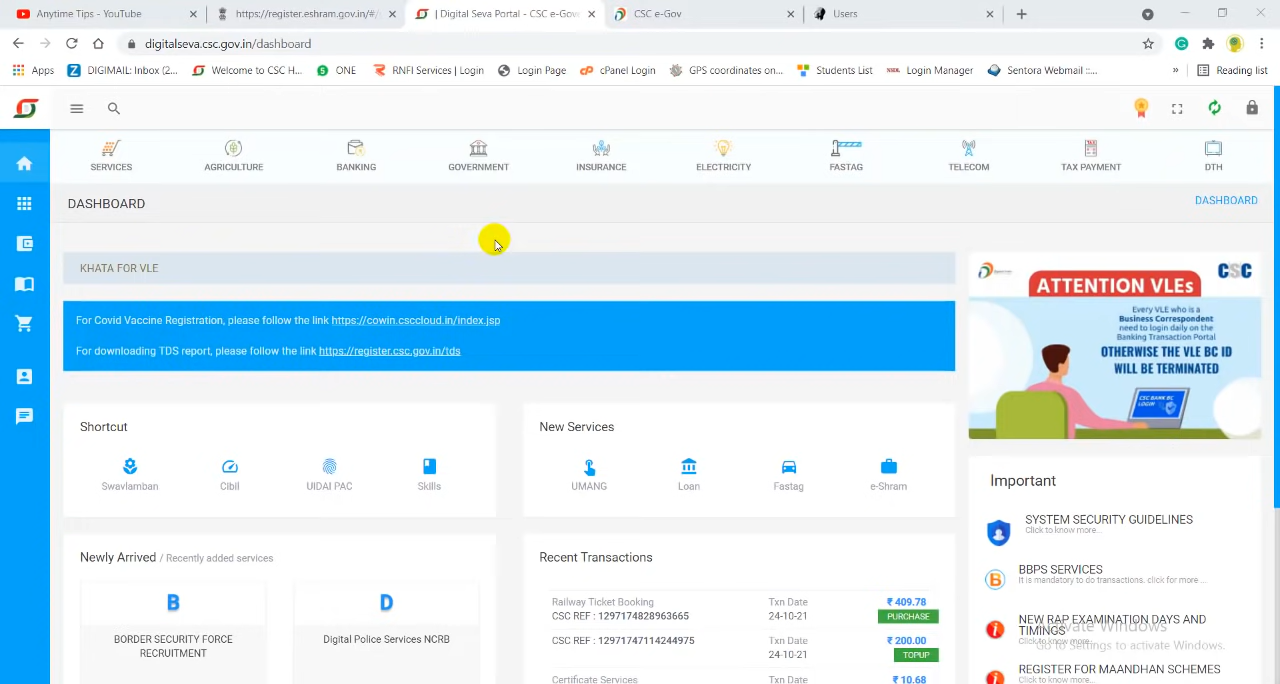 Anytime Tips - YouTube
https://register.eshram.gov.in/#/
| Digital Seva Portal - CSC e-Gov
CSC e-Gov
Users
digitalseva.csc.gov.in/dashboard
Apps
DIGIMAIL: Inbox (2...
Welcome to CSC H...
ONE
RNFI Services | Login
Login Page
cPanel Login
GPS coordinates on...
Students List
Login Manager
Sentora Webmail ::...
»
Reading list
SERVICES
AGRICULTURE
BANKING
GOVERNMENT
INSURANCE
ELECTRICITY
FASTAG
TELECOM
TAX PAYMENT
DTH
DASHBOARD
DASHBOARD
KHATA FOR VLE
For Covid Vaccine Registration, please follow the link https://cowin.csccloud.in/index.jsp
For downloading TDS report, please follow the link https://register.csc.gov.in/tds
CSC
ATTENTION VLEs
Every VLE who is a
Business Correspondent
need to login daily on the
Banking Transaction Portal
OTHERWISE THE VLE BC ID
WILL BE TERMINATED
CSC BANK BC
LOGIN
Shortcut
Swavlamban
Cibil
UIDAI PAC
Skills
New Services
UMANG
Loan
Fastag
e-Shram
Important
SYSTEM SECURITY GUIDELINES
Click to know more...
BBPS SERVICES
It is mandatory to do transactions. click for more ...
NEW RAP EXAMINATION DAYS AND
TIMINGS
Click to know more...
REGISTER FOR MAANDHAN SCHEMES
Click to know more...
Newly Arrived / Recently added services
B
BORDER SECURITY FORCE
RECRUITMENT
D
Digital Police Services NCRB
Recent Transactions
Railway Ticket Booking
CSC REF : 1297174828963665
Txn Date
24-10-21
₹ 409.78
PURCHASE
CSC REF : 12971747114244975
Txn Date
24-10-21
₹ 200.00
TOPUP
Certificate Services
Txn Date
₹ 10.68
Activate Windows
Go to Settings to activate Windows.